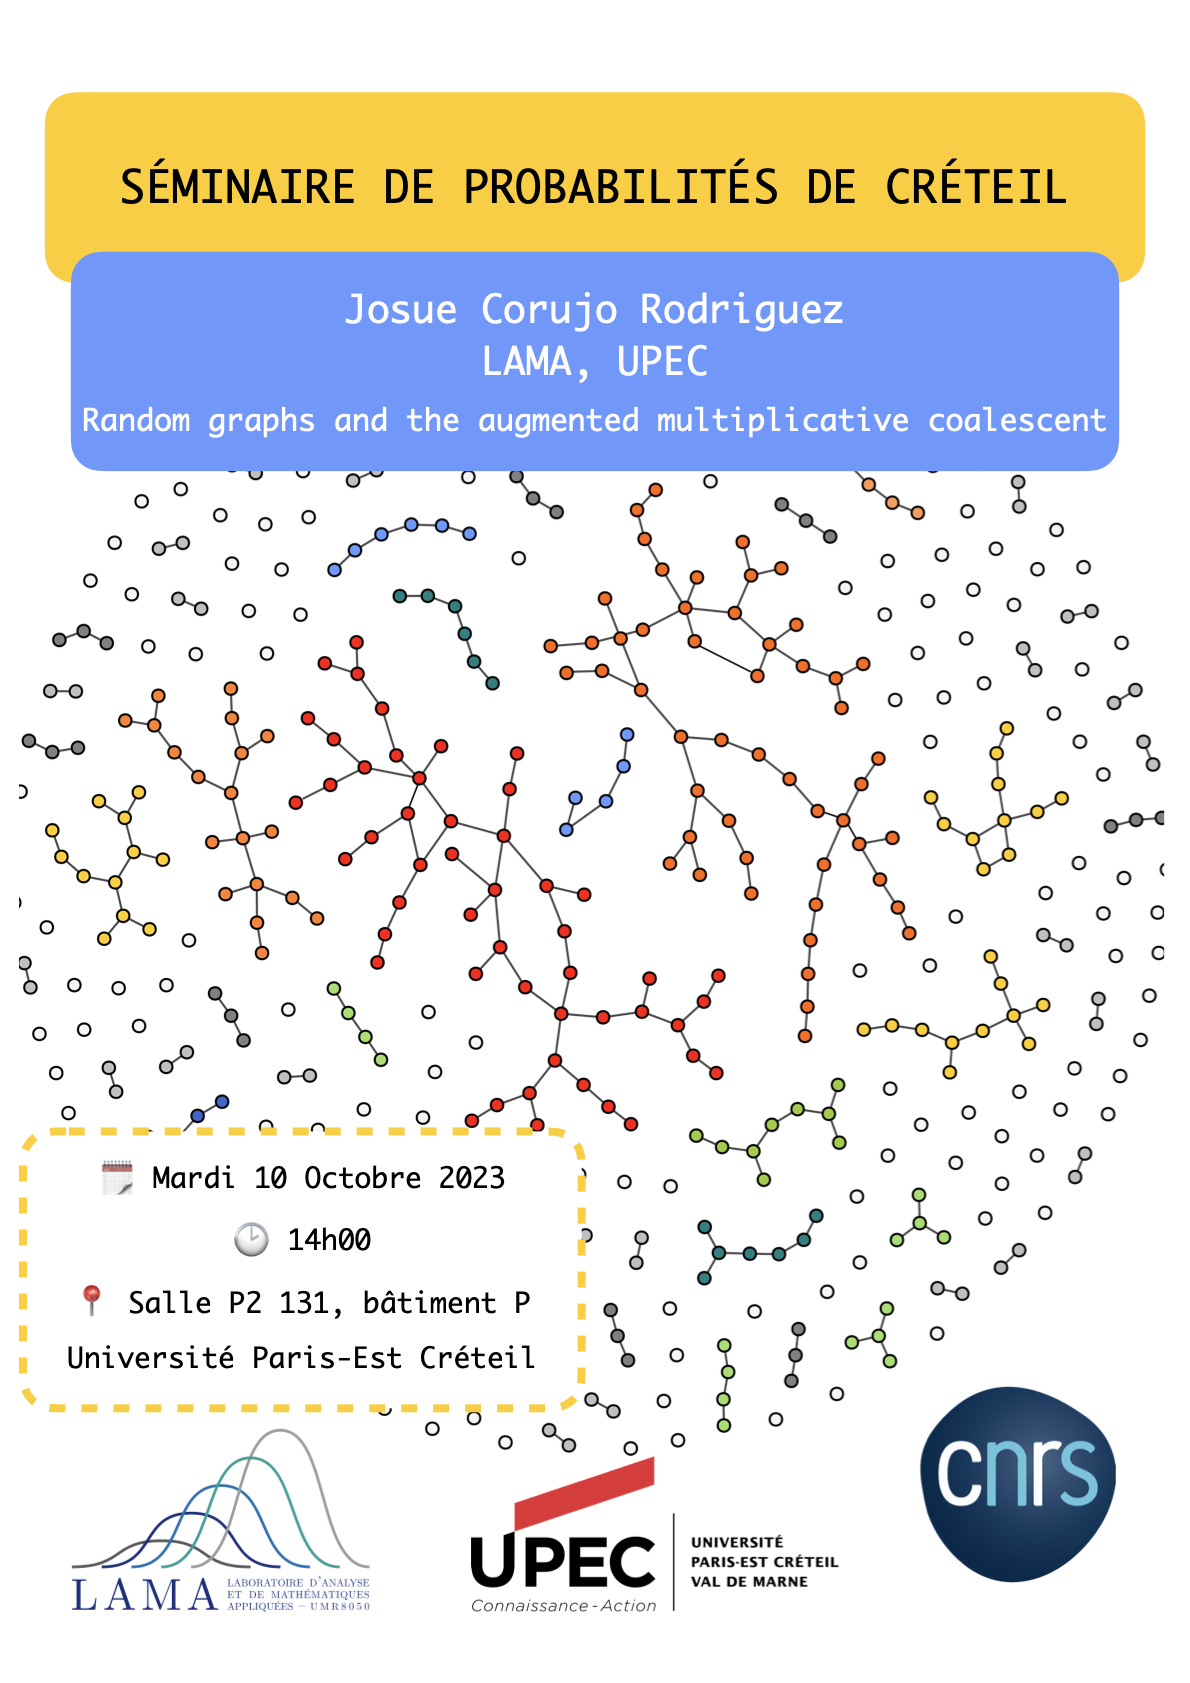 SÉMINAIRE DE PROBABILITÉS DE CRÉTEIL
Josue Corujo Rodriguez
LAMA, UPEC
Random graphs and the augmented multiplicative coalescent
Mardi 10 Octobre 2023
14h00
Salle P2 131, bâtiment P
Université Paris-Est Créteil
LAMA
LABORATOIRE D'ANALYSE
ET DE MATHÉMATIQUES
APPLIQUÉES – UMR8050
UPEC
Connaissance - Action
UNIVERSITÉ
PARIS-EST CRÉTEIL
VAL DE MARNE
cnrs